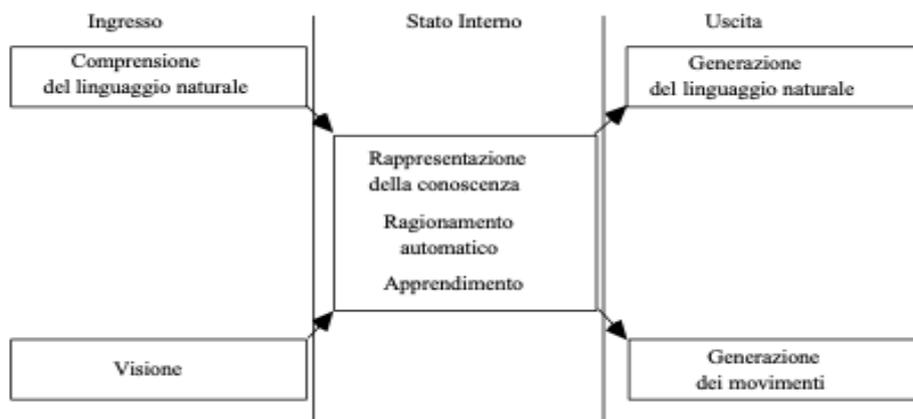 Ingresso
Stato Interno
Uscita
Comprensione
del linguaggio naturale
Generazione
del linguaggio naturale
Rappresentazione
della conoscenza
Ragionamento
automatico
Apprendimento
Visione
Generazione
dei movimenti